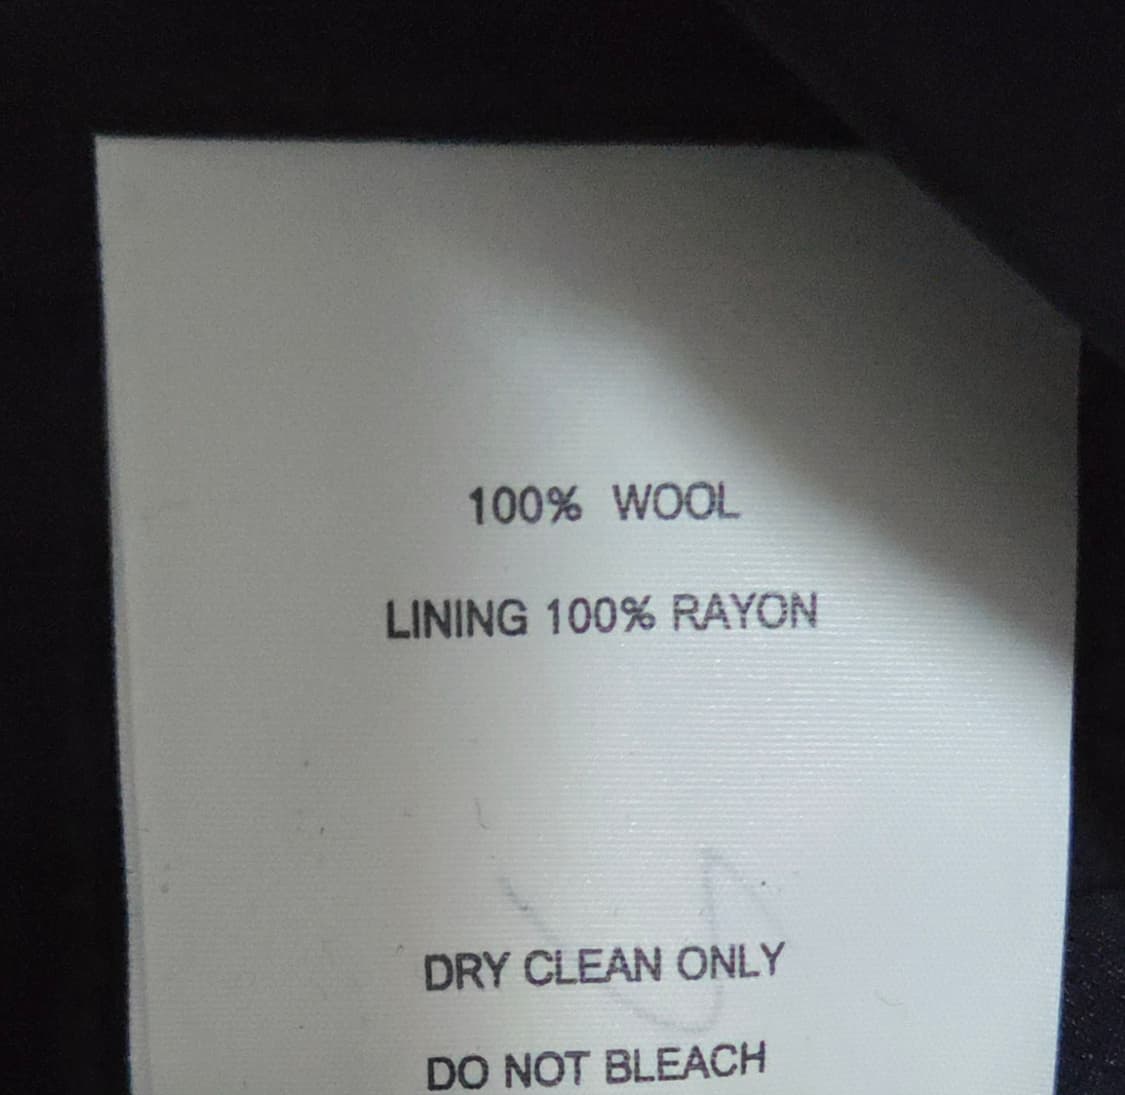 100% WOOL
LINING 100% RAYON
DRY CLEAN ONLY
DO NOT BLEACH